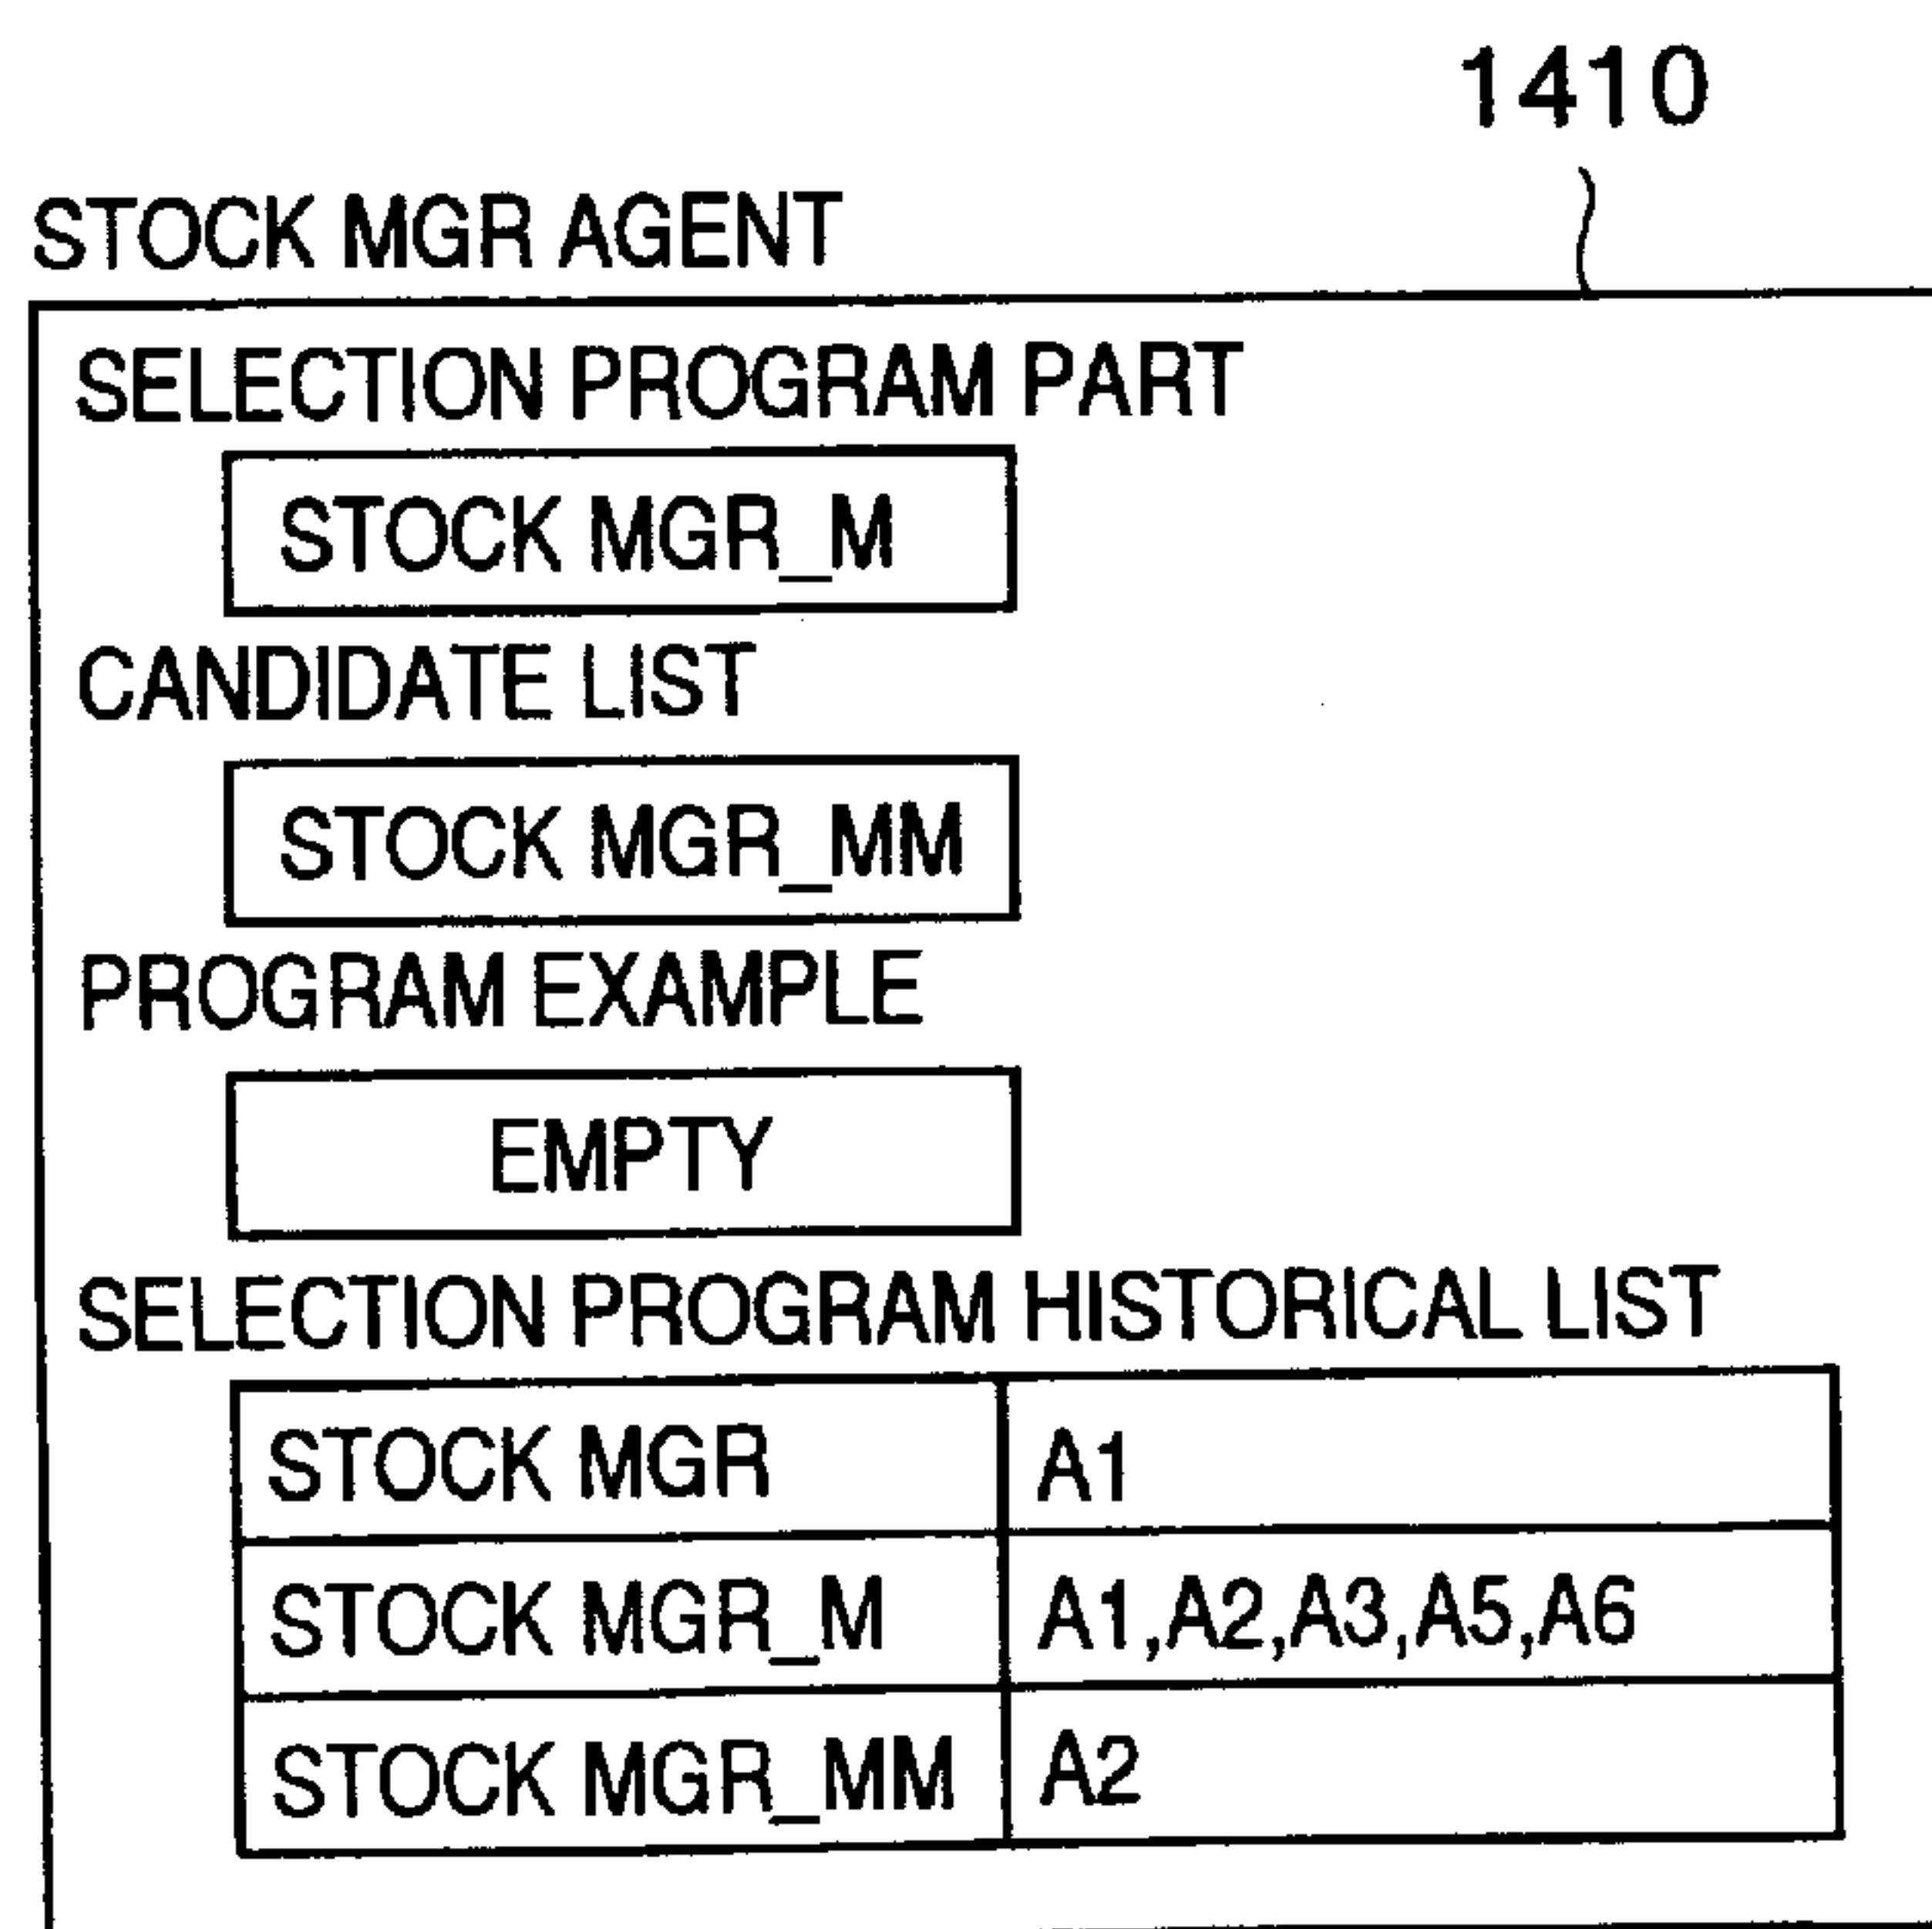 1410
STOCK MGR AGENT
SELECTION PROGRAM PART
STOCK MGR_M
CANDIDATE LIST
STOCK MGR_MM
PROGRAM EXAMPLE
EMPTY
SELECTION PROGRAM HISTORICAL LIST
STOCK MGR A1
STOCK MGR_M A1,A2,A3,A5,A6
STOCK MGR_MM A2